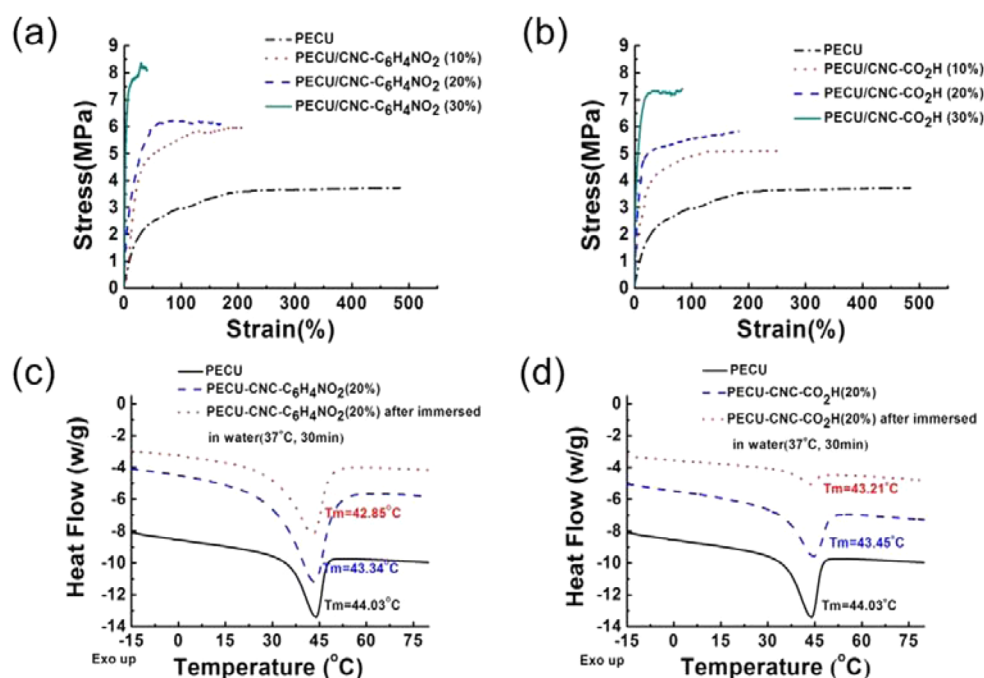 (a)
PECU
PECU/CNC-C₆H₄NO₂ (10%)
PECU/CNC-C₆H₄NO₂ (20%)
PECU/CNC-C₆H₄NO₂ (30%)
9
8
7
6
5
4
3
2
1
0
Stress(MPa)
0 100 200 300 400 500
Strain(%)
(b)
PECU
PECU/CNC-CO₂H (10%)
PECU/CNC-CO₂H (20%)
PECU/CNC-CO₂H (30%)
9
8
7
6
5
4
3
2
1
0
Stress(MPa)
0 100 200 300 400 500
Strain(%)
(c)
PECU
PECU-CNC-C₆H₄NO₂(20%)
PECU-CNC-C₆H₄NO₂(20%) after immersed
in water(37°C, 30min)
0
-2
-4
-6
-8
-10
-12
-14
Heat Flow (w/g)
Tm=42.85°C
Tm=43.34°C
Tm=44.03°C
-15 0 15 30 45 60 75
Exo up
Temperature (°C)
(d)
PECU
PECU-CNC-CO₂H(20%)
PECU-CNC-CO₂H(20%) after immersed
in water(37°C, 30min)
0
-2
-4
-6
-8
-10
-12
-14
Heat Flow (w/g)
Tm=43.21°C
Tm=43.45°C
Tm=44.03°C
-15 0 15 30 45 60 75
Exo up
Temperature (°C)